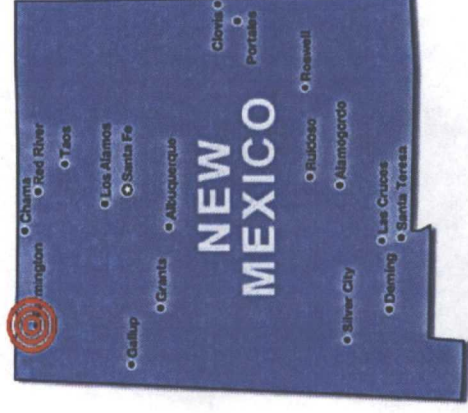 Chama
Red River
Taos
mington
Los Alamos
Santa Fe
Clovis
Portales
Albuquerque
Grants
Gallup
NEW
MEXICO
Roswell
Ruidoso
Alamogordo
Silver City
Las Cruces
Deming
Santa Teresa